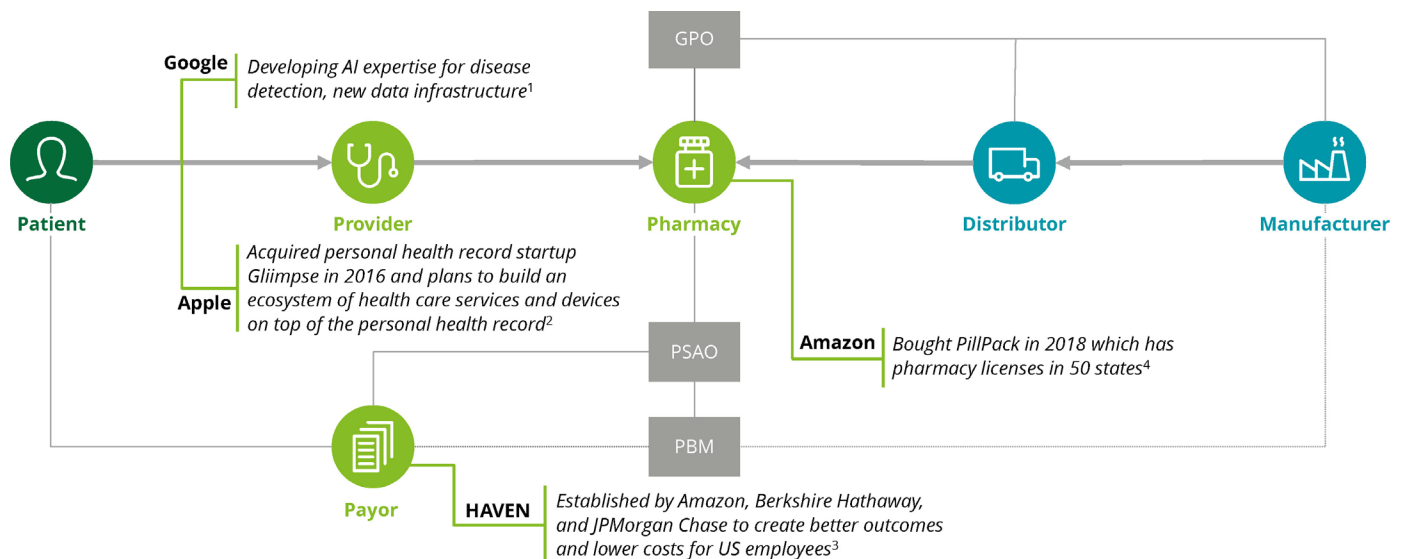 GPO
Google
Developing AI expertise for disease
detection, new data infrastructure1
Patient
Provider
Pharmacy
Distributor
Manufacturer
Apple
Acquired personal health record startup
Gliimpse in 2016 and plans to build an
ecosystem of health care services and devices
on top of the personal health record2
PSAO
Amazon
Bought PillPack in 2018 which has
pharmacy licenses in 50 states4
PBM
Payor
HAVEN
Established by Amazon, Berkshire Hathaway,
and JPMorgan Chase to create better outcomes
and lower costs for US employees3